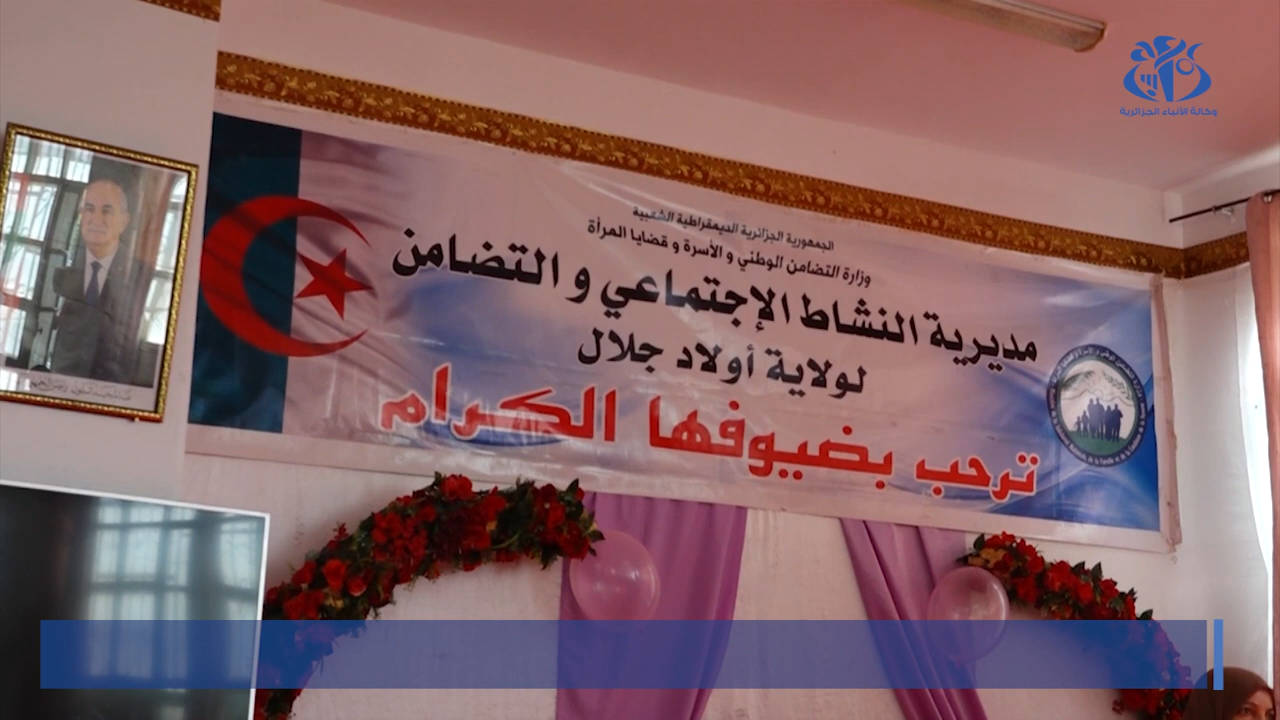 وكالة الأنباء الجزائرية
الجمهورية الجزائرية الديمقراطية الشعبية
وزارة التضامن الوطني و الأسرة و قضايا المرأة
مديرية النشاط الإجتماعي و التضامن
لولاية أولاد جلال
ترحب بضيوفها الكرام